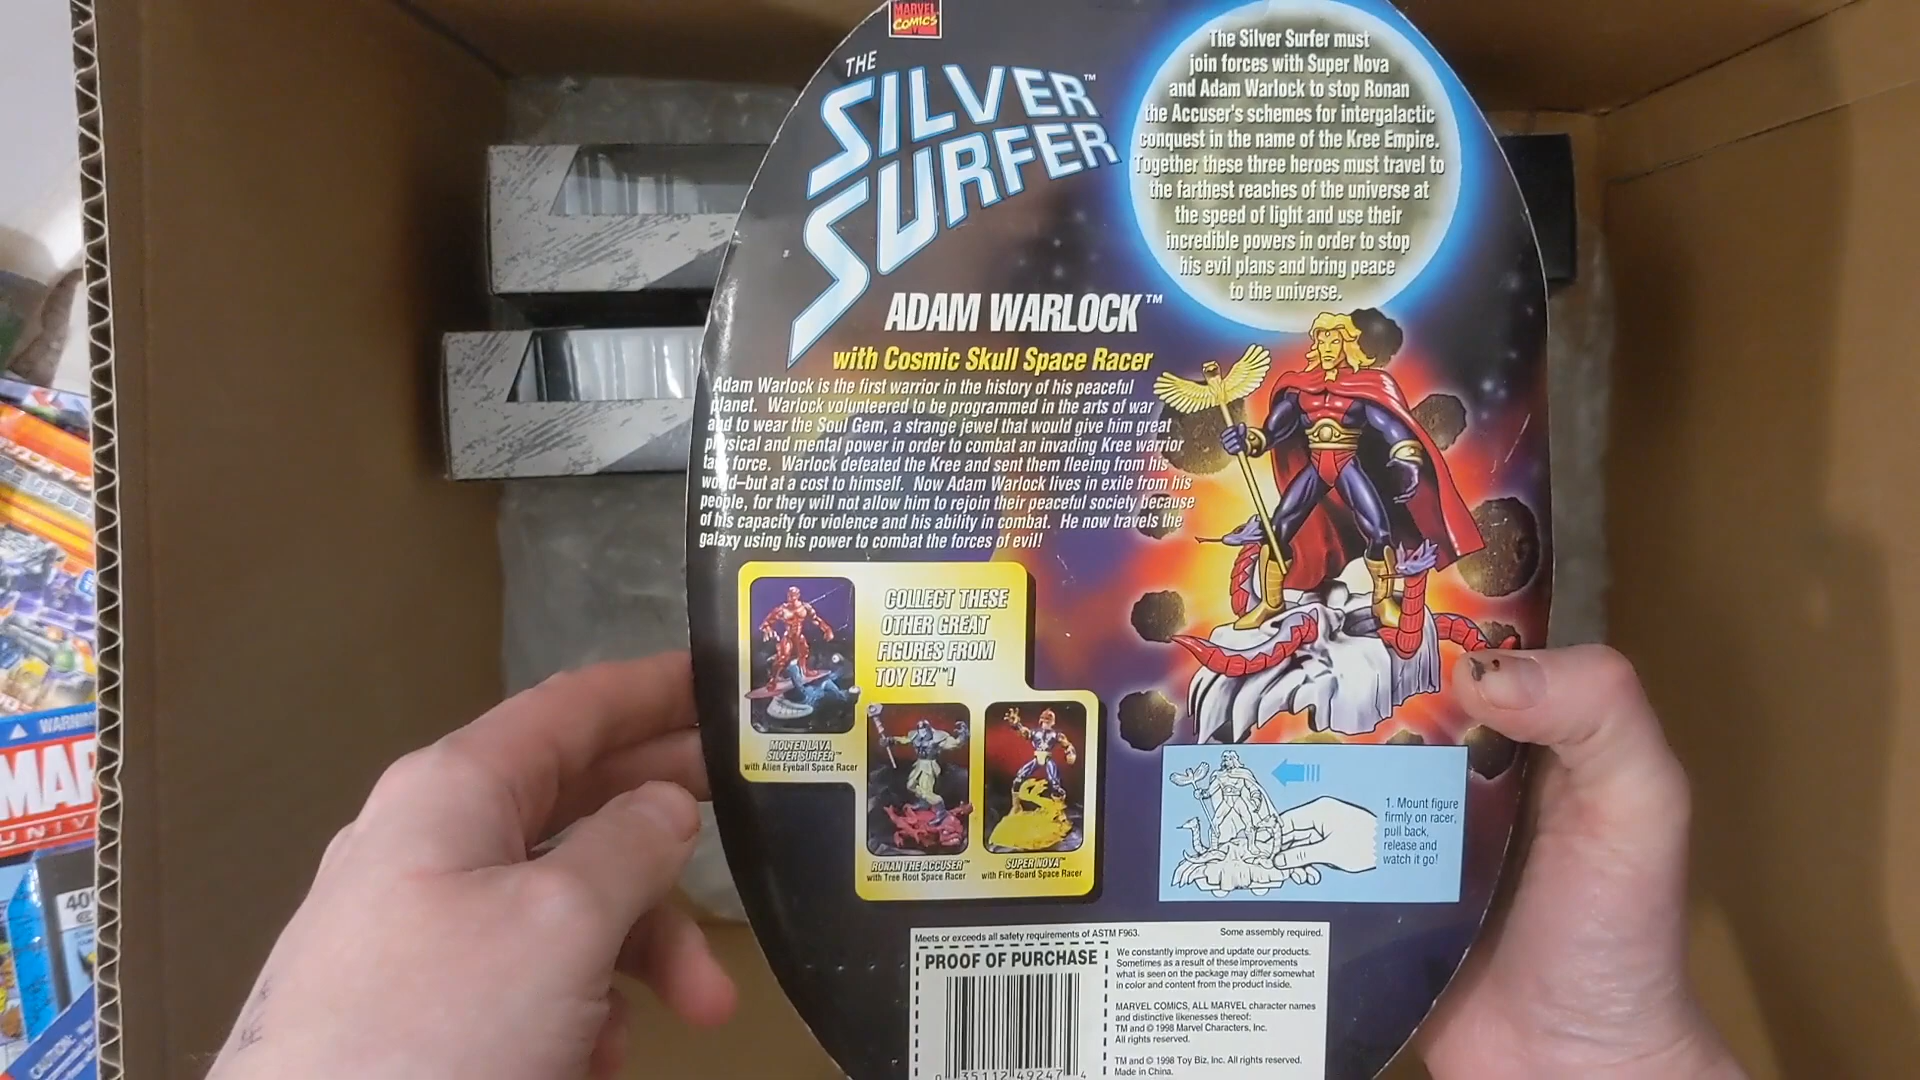 MARVEL
COMICS
THE
SILVER™
SURFER
The Silver Surfer must
join forces with Super Nova
and Adam Warlock to stop Ronan
the Accuser's schemes for intergalactic
conquest in the name of the Kree Empire.
Together these three heroes must travel to
the farthest reaches of the universe at
the speed of light and use their
incredible powers in order to stop
his evil plans and bring peace
to the universe.
ADAM WARLOCK™
with Cosmic Skull Space Racer
Adam Warlock is the first warrior in the history of his peaceful
planet. Warlock volunteered to be programmed in the arts of war
and to wear the Soul Gem, a strange jewel that would give him great
physical and mental power in order to combat an invading Kree warrior
task force. Warlock defeated the Kree and sent them fleeing from his
world–but at a cost to himself. Now Adam Warlock lives in exile from his
people, for they will not allow him to rejoin their peaceful society because
of his capacity for violence and his ability in combat. He now travels the
galaxy using his power to combat the forces of evil!
COLLECT THESE
OTHER GREAT
FIGURES FROM
TOY BIZ™!
MOLTEN LAVA
SILVER SURFER™
with Alien Eyeball Space Racer
RONAN THE ACCUSER™
with Tree Root Space Racer
SUPER NOVA™
with Fire-Board Space Racer
1. Mount figure
firmly on racer,
pull back,
release and
watch it go!
Meets or exceeds all safety requirements of ASTM F963.
Some assembly required.
PROOF OF PURCHASE
We constantly improve and update our products.
Sometimes as a result of these improvements
what is seen on the package may differ somewhat
in color and content from the product inside.
MARVEL COMICS, ALL MARVEL character names
and distinctive likenesses thereof:
TM and © 1998 Marvel Characters, Inc.
All rights reserved.
TM and © 1998 Toy Biz, Inc. All rights reserved.
Made in China.
0 35112 49247 4
WARNING
MAR
UNIV
40